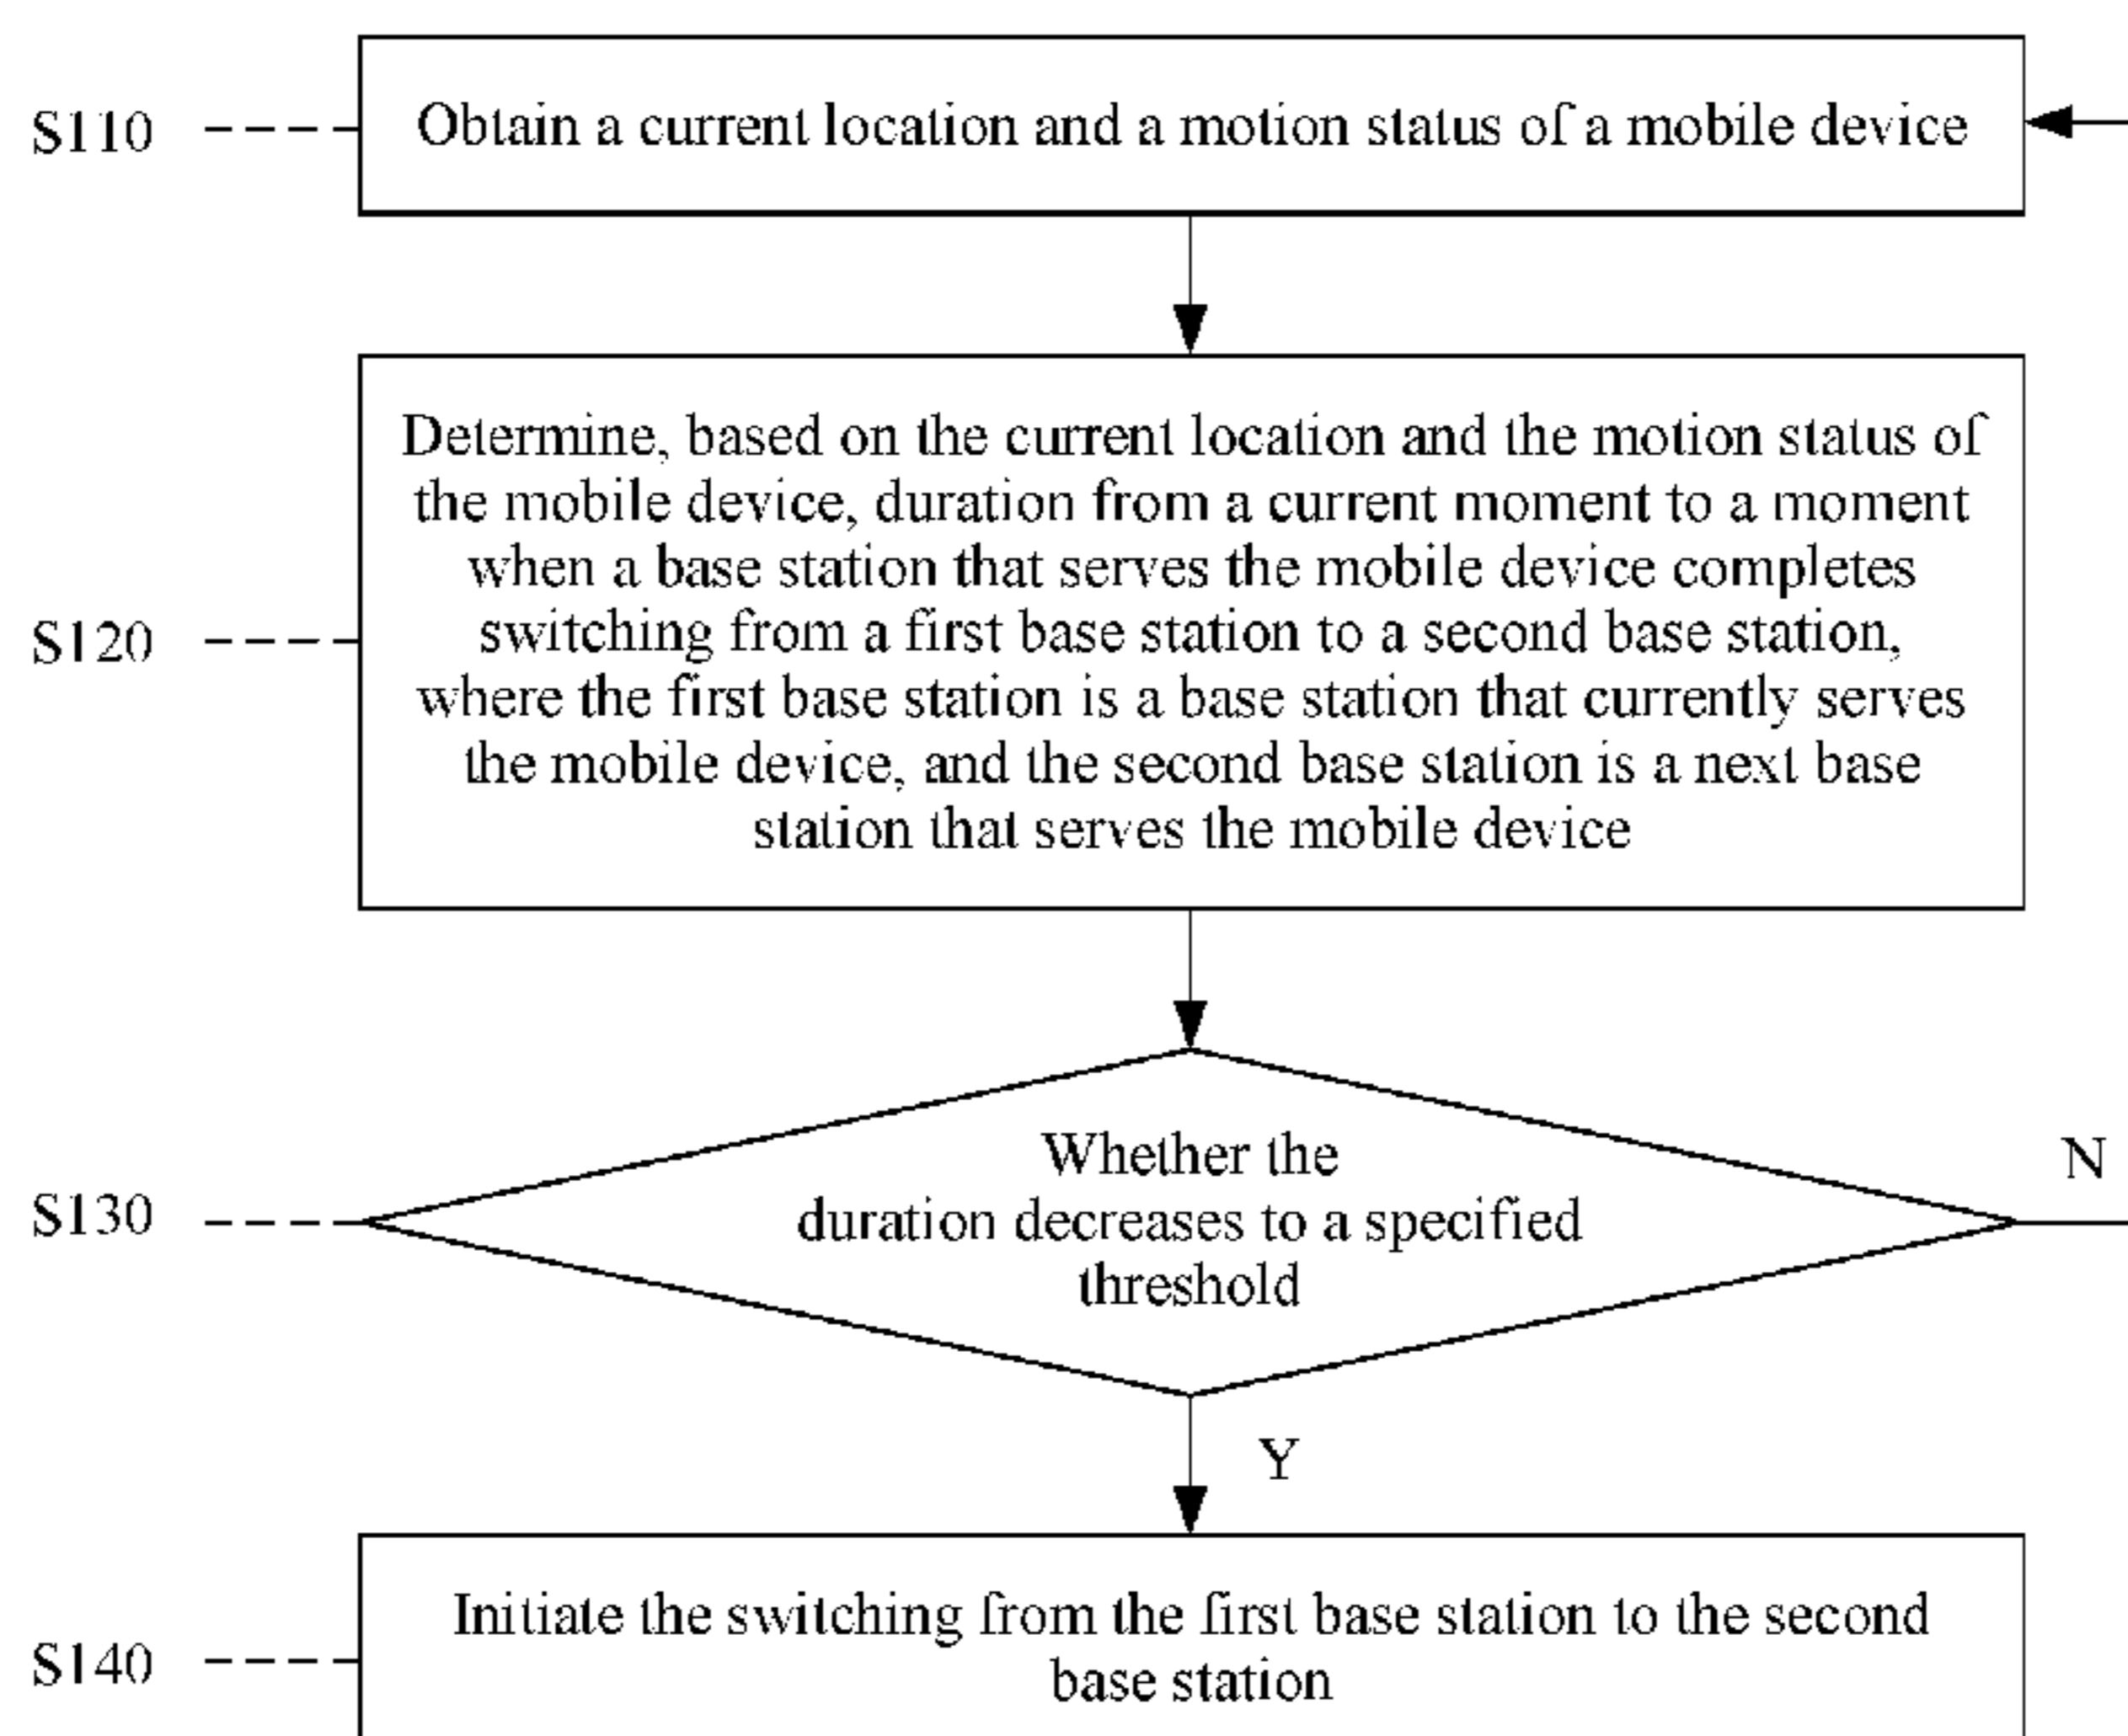 S110
Obtain a current location and a motion status of a mobile device
S120
Determine, based on the current location and the motion status of
the mobile device, duration from a current moment to a moment
when a base station that serves the mobile device completes
switching from a first base station to a second base station,
where the first base station is a base station that currently serves
the mobile device, and the second base station is a next base
station that serves the mobile device
S130
Whether the
duration decreases to a specified
threshold
N
Y
S140
Initiate the switching from the first base station to the second
base station